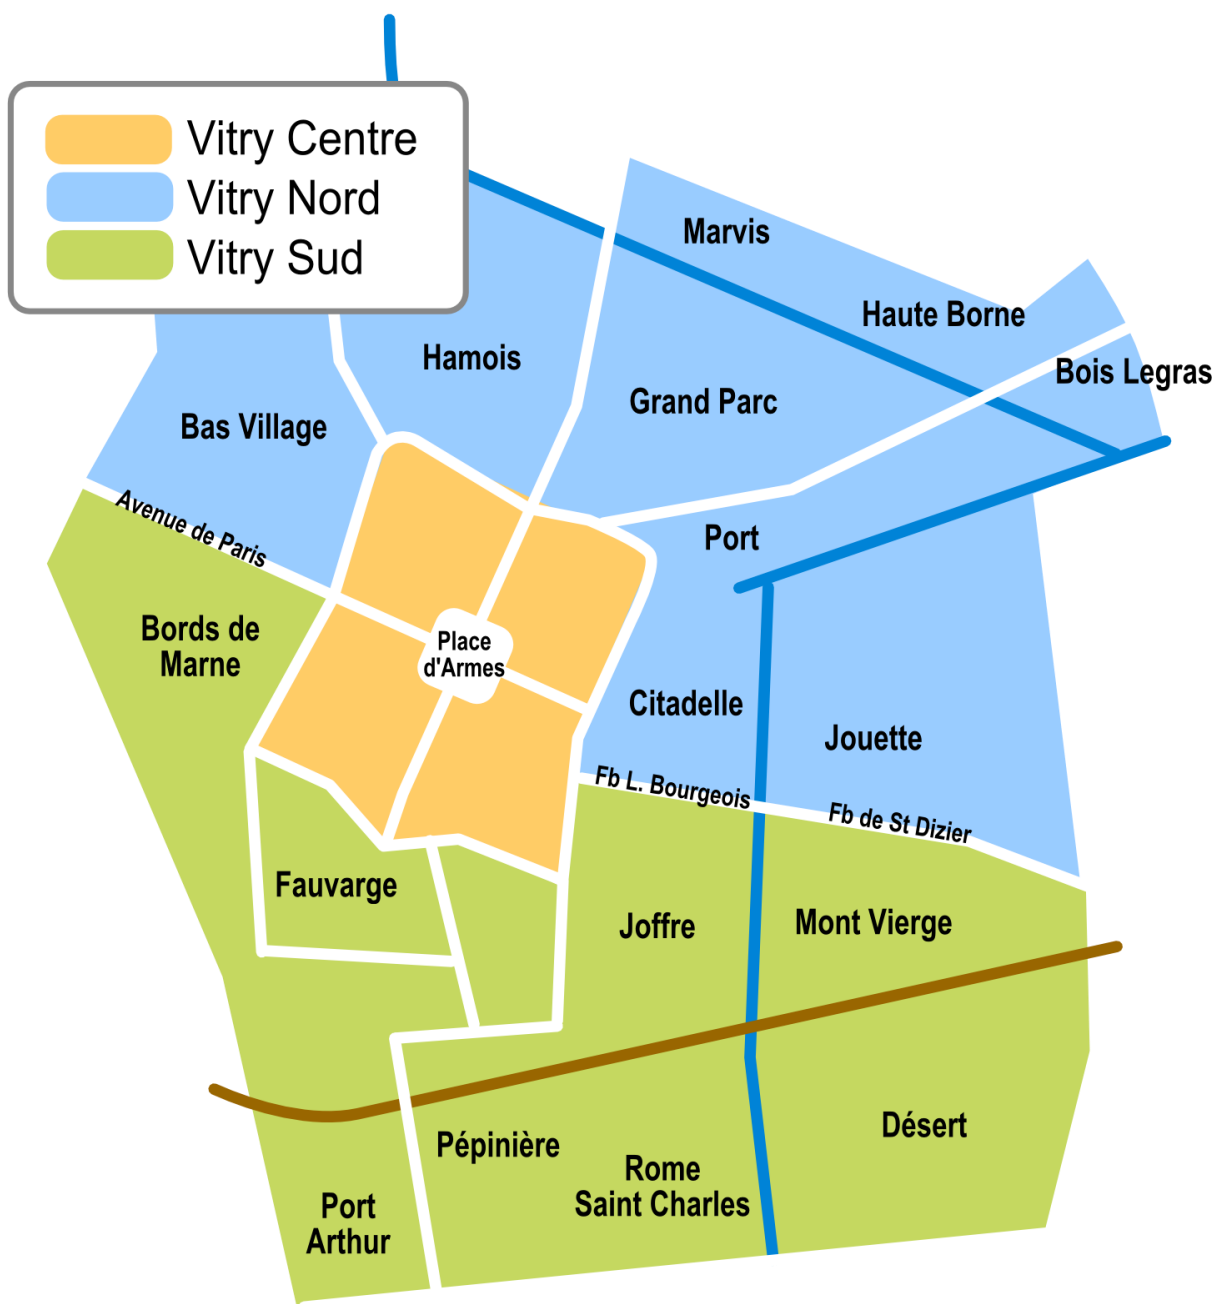 Vitry Centre
Vitry Nord
Vitry Sud
Marvis
Haute Borne
Bois Legras
Hamois
Grand Parc
Bas Village
Avenue de Paris
Port
Bords de
Marne
Place
d'Armes
Citadelle
Jouette
Fb L. Bourgeois
Fb de St Dizier
Fauvarge
Joffre
Mont Vierge
Désert
Pépinière
Rome
Saint Charles
Port
Arthur